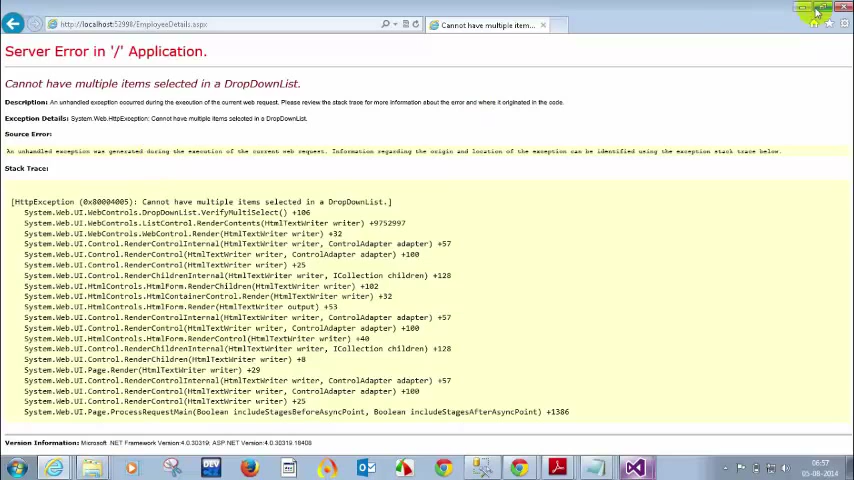 http://localhost:52998/EmployeeDetails.aspx
Cannot have multiple item...
Server Error in '/' Application.
Cannot have multiple items selected in a DropDownList.
Description: An unhandled exception occurred during the execution of the current web request. Please review the stack trace for more information about the error and where it originated in the code.
Exception Details: System.Web.HttpException: Cannot have multiple items selected in a DropDownList.
Source Error:
An unhandled exception was generated during the execution of the current web request. Information regarding the origin and location of the exception can be identified using the exception stack trace below.
Stack Trace:
[HttpException (0x80004005): Cannot have multiple items selected in a DropDownList.]
System.Web.UI.WebControls.DropDownList.VerifyMultiSelect() +106
System.Web.UI.WebControls.ListControl.RenderContents(HtmlTextWriter writer) +9752997
System.Web.UI.WebControls.WebControl.Render(HtmlTextWriter writer) +32
System.Web.UI.Control.RenderControlInternal(HtmlTextWriter writer, ControlAdapter adapter) +57
System.Web.UI.Control.RenderControl(HtmlTextWriter writer, ControlAdapter adapter) +100
System.Web.UI.Control.RenderControl(HtmlTextWriter writer) +25
System.Web.UI.Control.RenderChildrenInternal(HtmlTextWriter writer, ICollection children) +128
System.Web.UI.HtmlControls.HtmlForm.RenderChildren(HtmlTextWriter writer) +102
System.Web.UI.HtmlControls.HtmlContainerControl.Render(HtmlTextWriter writer) +32
System.Web.UI.HtmlControls.HtmlForm.Render(HtmlTextWriter output) +53
System.Web.UI.Control.RenderControlInternal(HtmlTextWriter writer, ControlAdapter adapter) +57
System.Web.UI.Control.RenderControl(HtmlTextWriter writer, ControlAdapter adapter) +100
System.Web.UI.HtmlControls.HtmlForm.RenderControl(HtmlTextWriter writer) +40
System.Web.UI.Control.RenderChildrenInternal(HtmlTextWriter writer, ICollection children) +128
System.Web.UI.Control.RenderChildren(HtmlTextWriter writer) +8
System.Web.UI.Page.Render(HtmlTextWriter writer) +29
System.Web.UI.Control.RenderControlInternal(HtmlTextWriter writer, ControlAdapter adapter) +57
System.Web.UI.Control.RenderControl(HtmlTextWriter writer, ControlAdapter adapter) +100
System.Web.UI.Control.RenderControl(HtmlTextWriter writer) +25
System.Web.UI.Page.ProcessRequestMain(Boolean includeStagesBeforeAsyncPoint, Boolean includeStagesAfterAsyncPoint) +1386
Version Information: Microsoft .NET Framework Version:4.0.30319; ASP.NET Version:4.0.30319.18408
DEV
06:57
05-08-2014